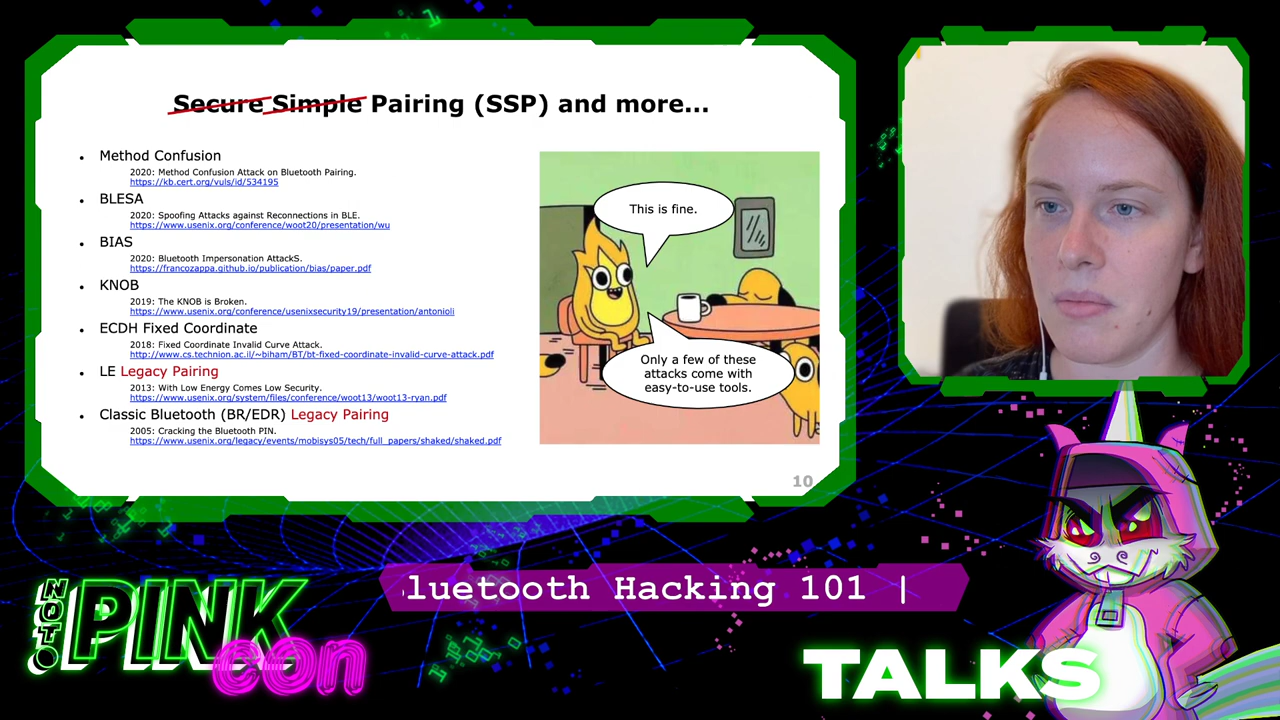 Secure Simple Pairing (SSP) and more...
• Method Confusion
2020: Method Confusion Attack on Bluetooth Pairing.
https://kb.cert.org/vuls/id/534195
• BLESA
2020: Spoofing Attacks against Reconnections in BLE.
https://www.usenix.org/conference/woot20/presentation/wu
• BIAS
2020: Bluetooth Impersonation AttackS.
https://francozappa.github.io/publication/bias/paper.pdf
• KNOB
2019: The KNOB is Broken.
https://www.usenix.org/conference/usenixsecurity19/presentation/antonioli
• ECDH Fixed Coordinate
2018: Fixed Coordinate Invalid Curve Attack.
http://www.cs.technion.ac.il/~biham/BT/bt-fixed-coordinate-invalid-curve-attack.pdf
• LE Legacy Pairing
2013: With Low Energy Comes Low Security.
https://www.usenix.org/system/files/conference/woot13/woot13-ryan.pdf
• Classic Bluetooth (BR/EDR) Legacy Pairing
2005: Cracking the Bluetooth PIN.
https://www.usenix.org/legacy/events/mobisys05/tech/full_papers/shaked/shaked.pdf
This is fine.
Only a few of these
attacks come with
easy-to-use tools.
10
luetooth Hacking 101 |
NOT
PINK
con
TALKS